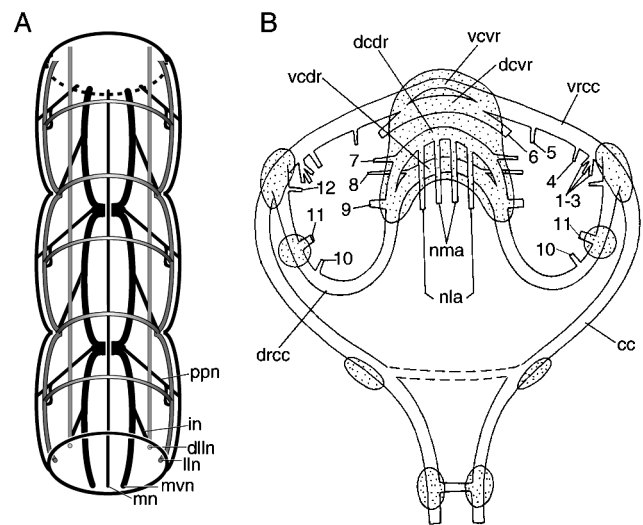 A
ppn
in
dlln
lln
mvn
mn
B
vcvr
dcdr
dcvr
vcdr
vrcc
7
6
5
8
4
12
1-3
9
11
11
10
nma
10
nla
drcc
cc